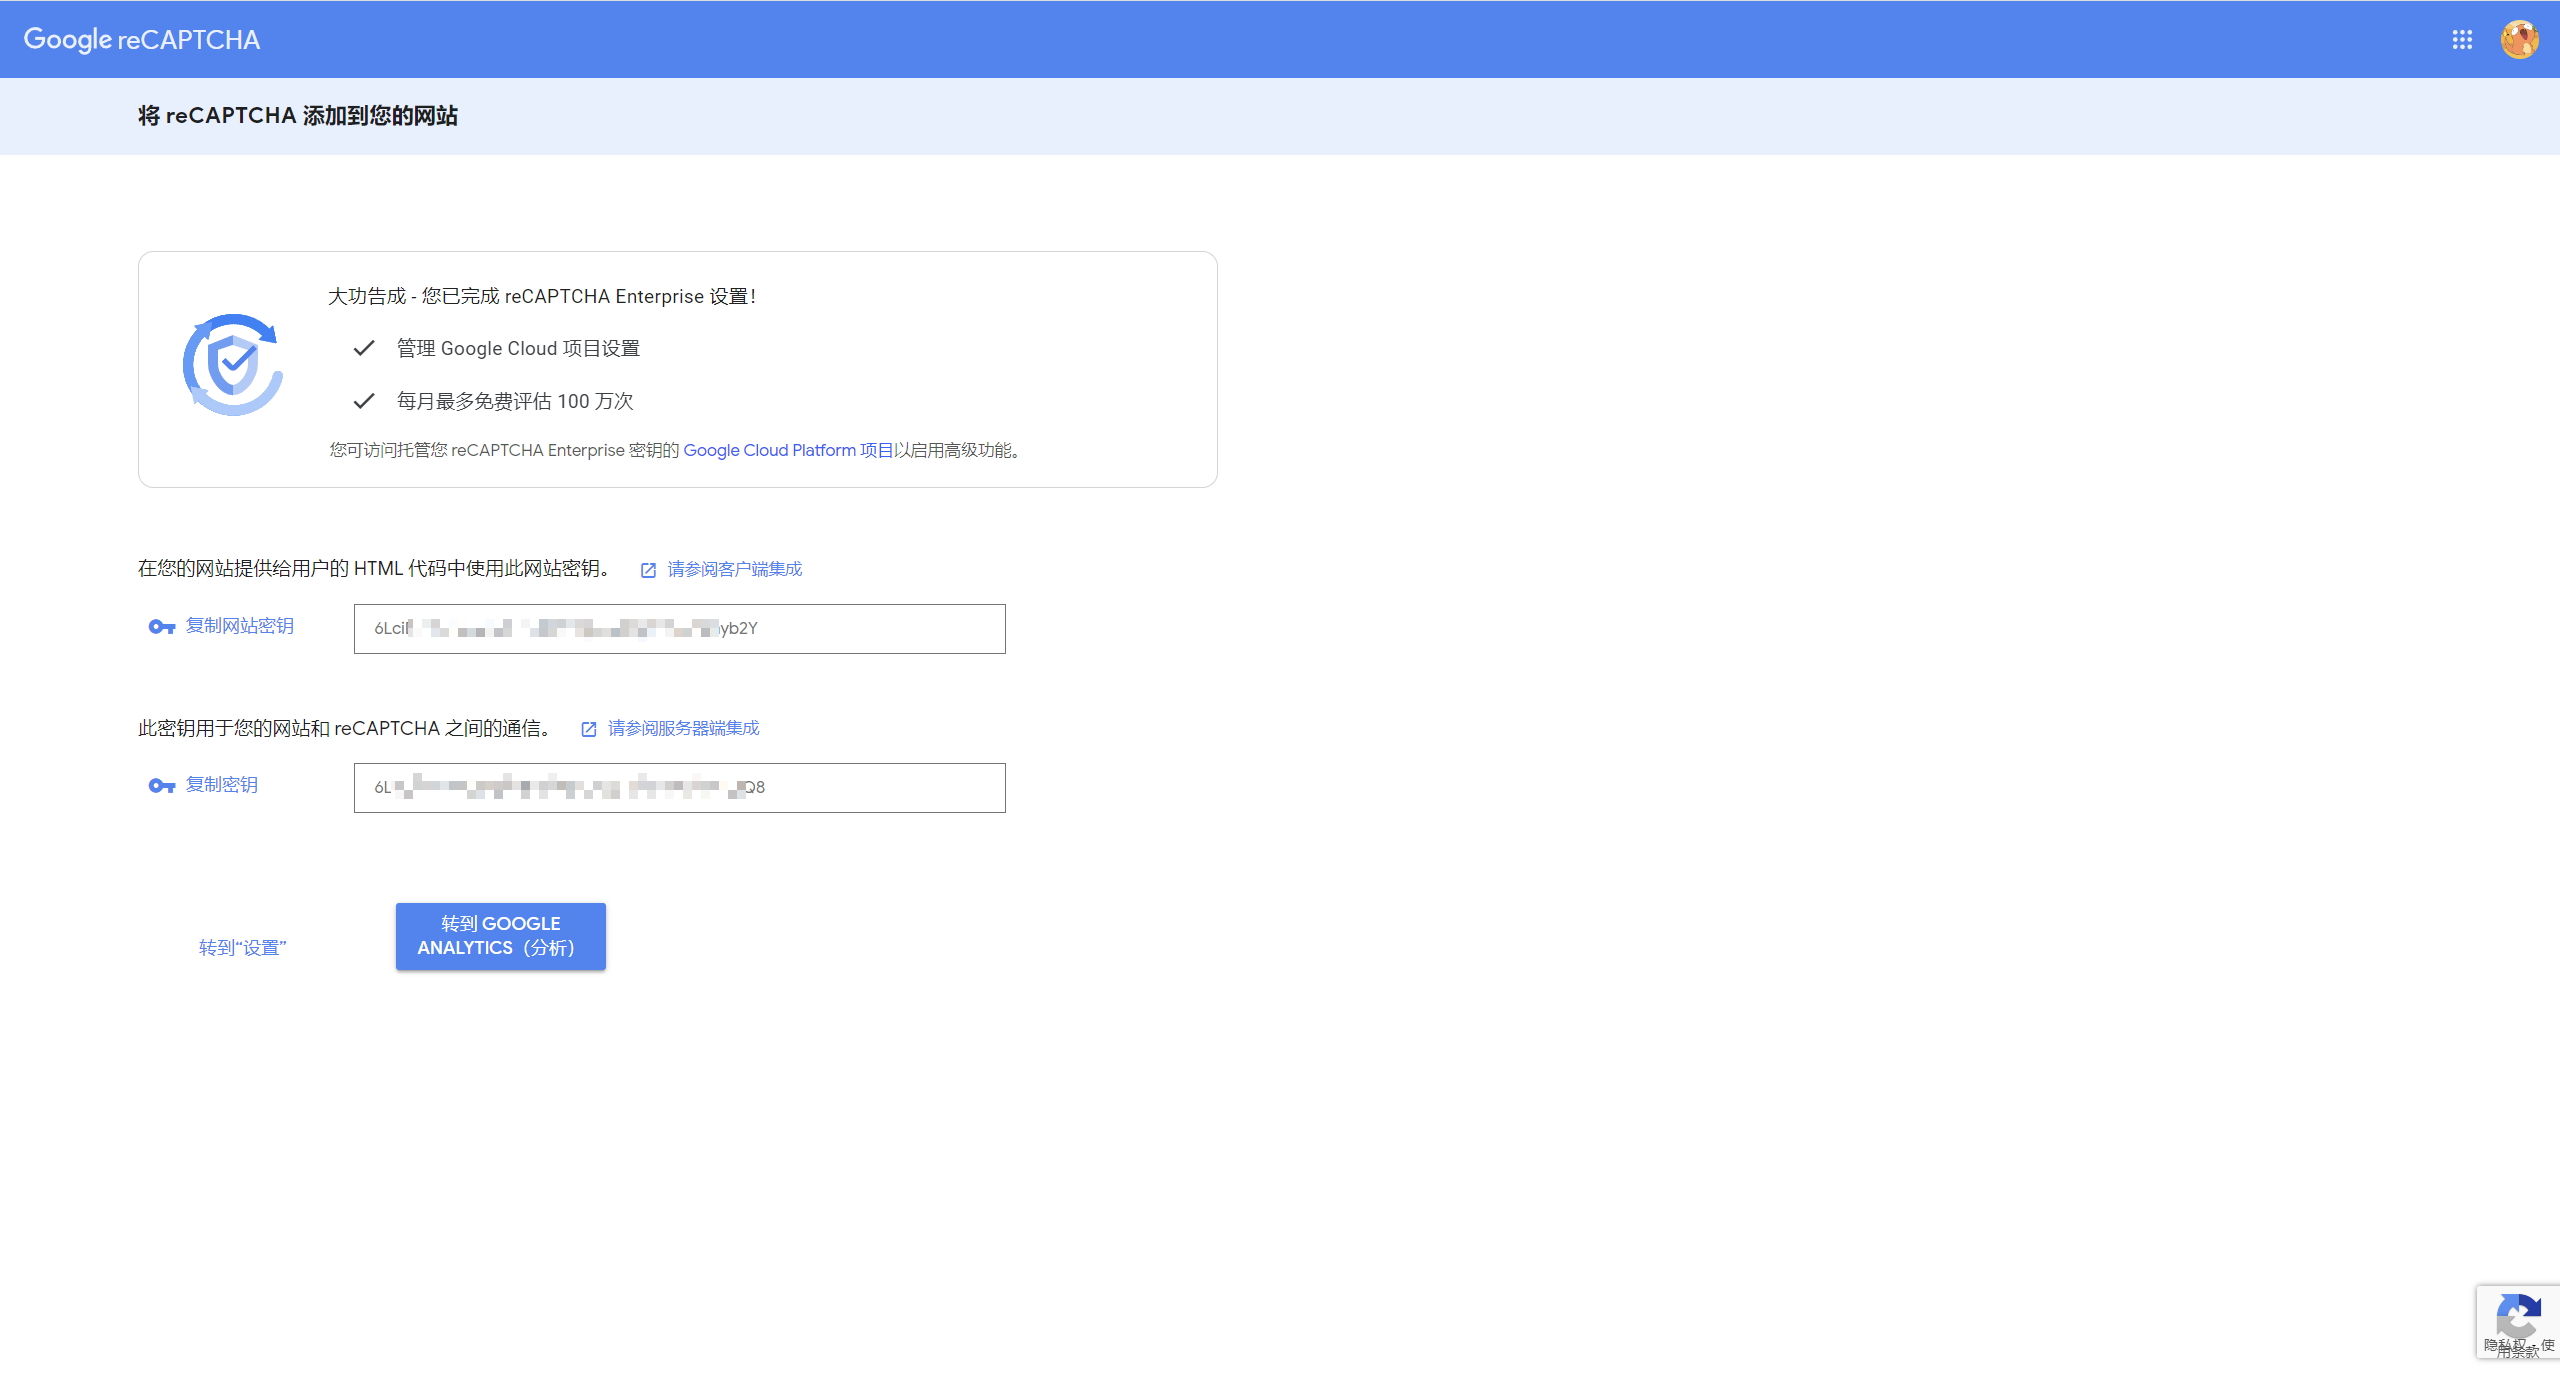 Google reCAPTCHA
将 reCAPTCHA 添加到您的网站
大功告成 - 您已完成 reCAPTCHA Enterprise 设置！
管理 Google Cloud 项目设置
每月最多免费评估 100 万次
您可访问托管您 reCAPTCHA Enterprise 密钥的 Google Cloud Platform 项目以启用高级功能。
在您的网站提供给用户的 HTML 代码中使用此网站密钥。 请参阅客户端集成
复制网站密钥 6Lci yb2Y
此密钥用于您的网站和 reCAPTCHA 之间的通信。 请参阅服务器端集成
复制密钥 6L Q8
转到“设置”
转到 GOOGLE
ANALYTICS（分析）
隐私权 - 使
用条款